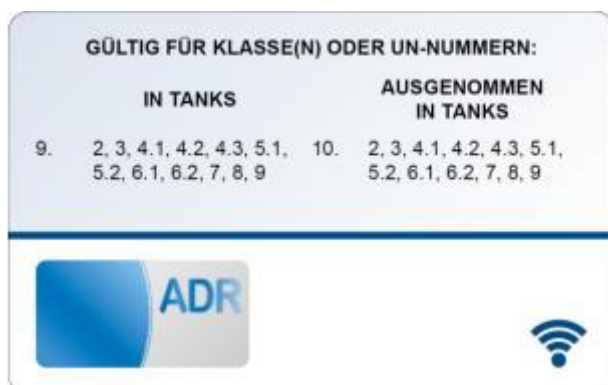 GÜLTIG FÜR KLASSE(N) ODER UN-NUMMERN:
IN TANKS
AUSGENOMMEN
IN TANKS
9. 2, 3, 4.1, 4.2, 4.3, 5.1,
5.2, 6.1, 6.2, 7, 8, 9
10. 2, 3, 4.1, 4.2, 4.3, 5.1,
5.2, 6.1, 6.2, 7, 8, 9
ADR